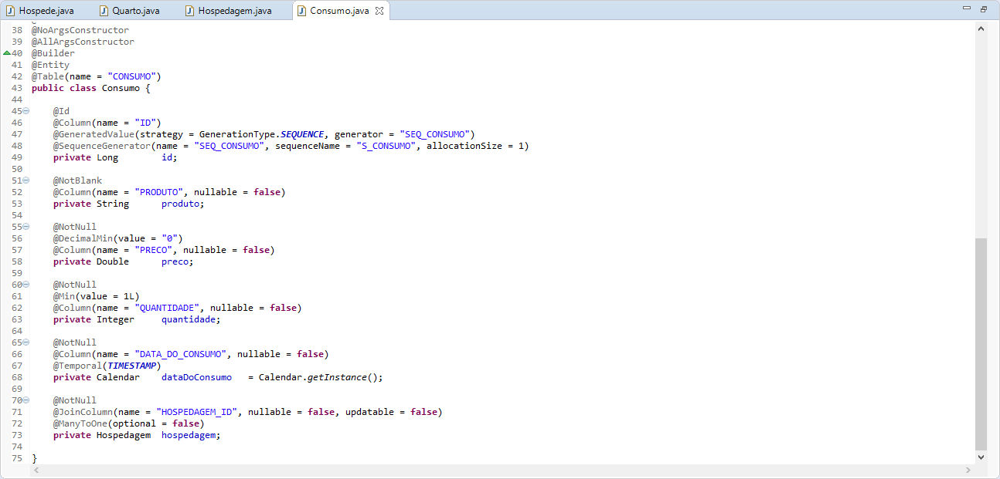 Hospede.java Quarto.java Hospedagem.java Consumo.java
38 @NoArgsConstructor
39 @AllArgsConstructor
40 @Builder
41 @Entity
42 @Table(name = "CONSUMO")
43 public class Consumo {
44
45 @Id
46 @Column(name = "ID")
47 @GeneratedValue(strategy = GenerationType.SEQUENCE, generator = "SEQ_CONSUMO")
48 @SequenceGenerator(name = "SEQ_CONSUMO", sequenceName = "S_CONSUMO", allocationSize = 1)
49 private Long id;
50
51 @NotBlank
52 @Column(name = "PRODUTO", nullable = false)
53 private String produto;
54
55 @NotNull
56 @DecimalMin(value = "0")
57 @Column(name = "PRECO", nullable = false)
58 private Double preco;
59
60 @NotNull
61 @Min(value = 1L)
62 @Column(name = "QUANTIDADE", nullable = false)
63 private Integer quantidade;
64
65 @NotNull
66 @Column(name = "DATA_DO_CONSUMO", nullable = false)
67 @Temporal(TIMESTAMP)
68 private Calendar dataDoConsumo = Calendar.getInstance();
69
70 @NotNull
71 @JoinColumn(name = "HOSPEDAGEM_ID", nullable = false, updatable = false)
72 @ManyToOne(optional = false)
73 private Hospedagem hospedagem;
74
75 }